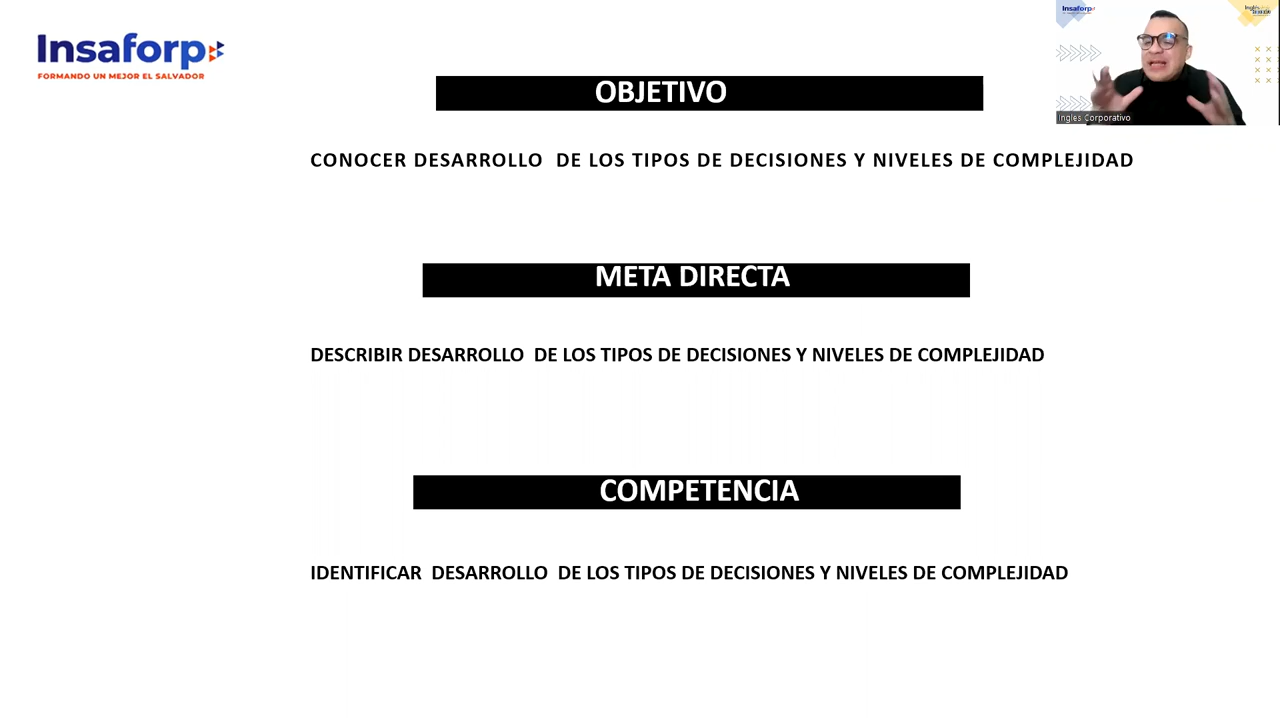 Insaforp
FORMANDO UN MEJOR EL SALVADOR
OBJETIVO
CONOCER DESARROLLO DE LOS TIPOS DE DECISIONES Y NIVELES DE COMPLEJIDAD
META DIRECTA
DESCRIBIR DESARROLLO DE LOS TIPOS DE DECISIONES Y NIVELES DE COMPLEJIDAD
COMPETENCIA
IDENTIFICAR DESARROLLO DE LOS TIPOS DE DECISIONES Y NIVELES DE COMPLEJIDAD
Insaforp
Ingles Corporativo